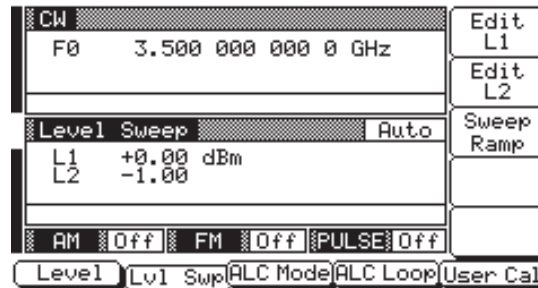 CW
F0 3.500 000 000 0 GHz
Level Sweep Auto
L1 +0.00 dBm
L2 -1.00
AM Off FM Off PULSE Off
Edit
L1
Edit
L2
Sweep
Ramp
Level Lvl Swp ALC Mode ALC Loop User Cal